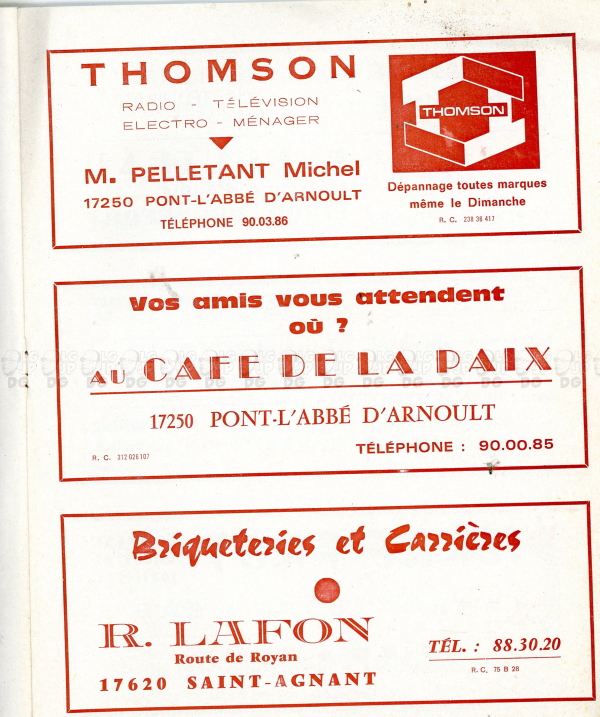 THOMSON
RADIO - TÉLÉVISION
ELECTRO - MÉNAGER
M. PELLETANT Michel
17250 PONT-L'ABBÉ D'ARNOULT
TÉLÉPHONE 90.03.86
THOMSON
Dépannage toutes marques
même le Dimanche
R. C. 238 38 417
Vos amis vous attendent
où ?
AU CAFE DE LA PAIX
17250 PONT-L'ABBÉ D'ARNOULT
TÉLÉPHONE : 90.00.85
R. C. 312 026 107
Briqueteries et Carrières
R. LAFON
Route de Royan
17620 SAINT-AGNANT
TÉL. : 88.30.20
R. C. 75 B 28